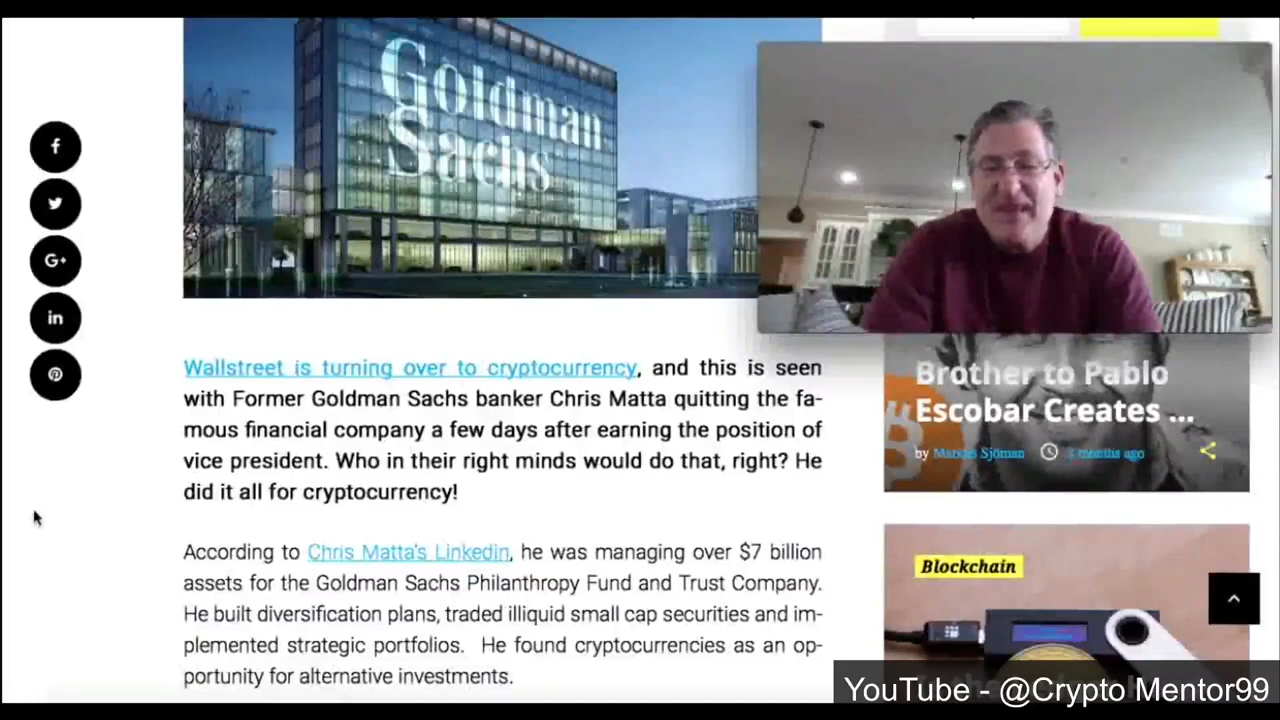 Goldman
Sachs
Wallstreet is turning over to cryptocurrency, and this is seen
with Former Goldman Sachs banker Chris Matta quitting the fa-
mous financial company a few days after earning the position of
vice president. Who in their right minds would do that, right? He
did it all for cryptocurrency!
According to Chris Matta's Linkedin, he was managing over $7 billion
assets for the Goldman Sachs Philanthropy Fund and Trust Company.
He built diversification plans, traded illiquid small cap securities and im-
plemented strategic portfolios. He found cryptocurrencies as an op-
portunity for alternative investments.
f
G+
in
Brother to Pablo
Escobar Creates ...
by Marcus Sjöman months ago
Blockchain
YouTube - @Crypto Mentor99